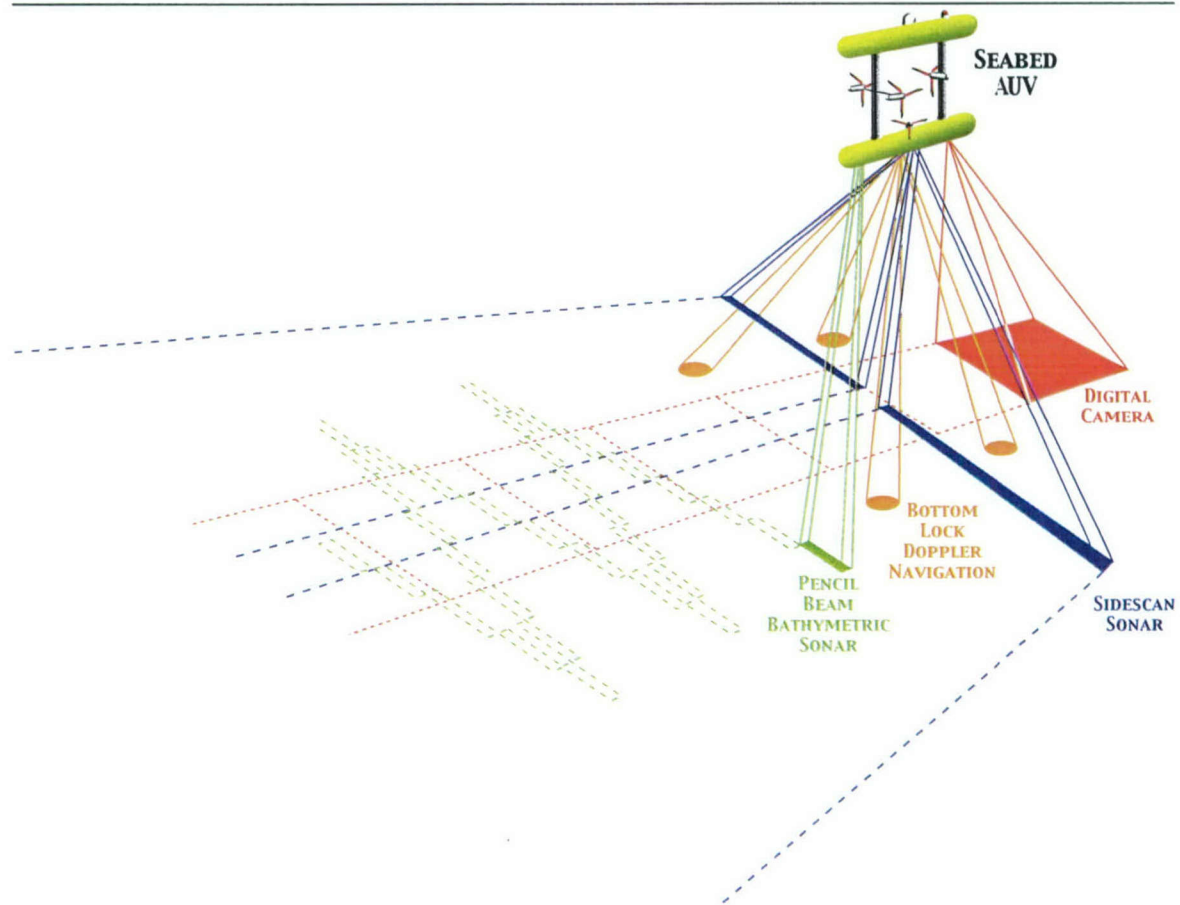 SEABED
AUV
DIGITAL
CAMERA
BOTTOM
LOCK
DOPPLER
NAVIGATION
PENCIL
BEAM
BATHYMETRIC
SONAR
SIDESCAN
SONAR